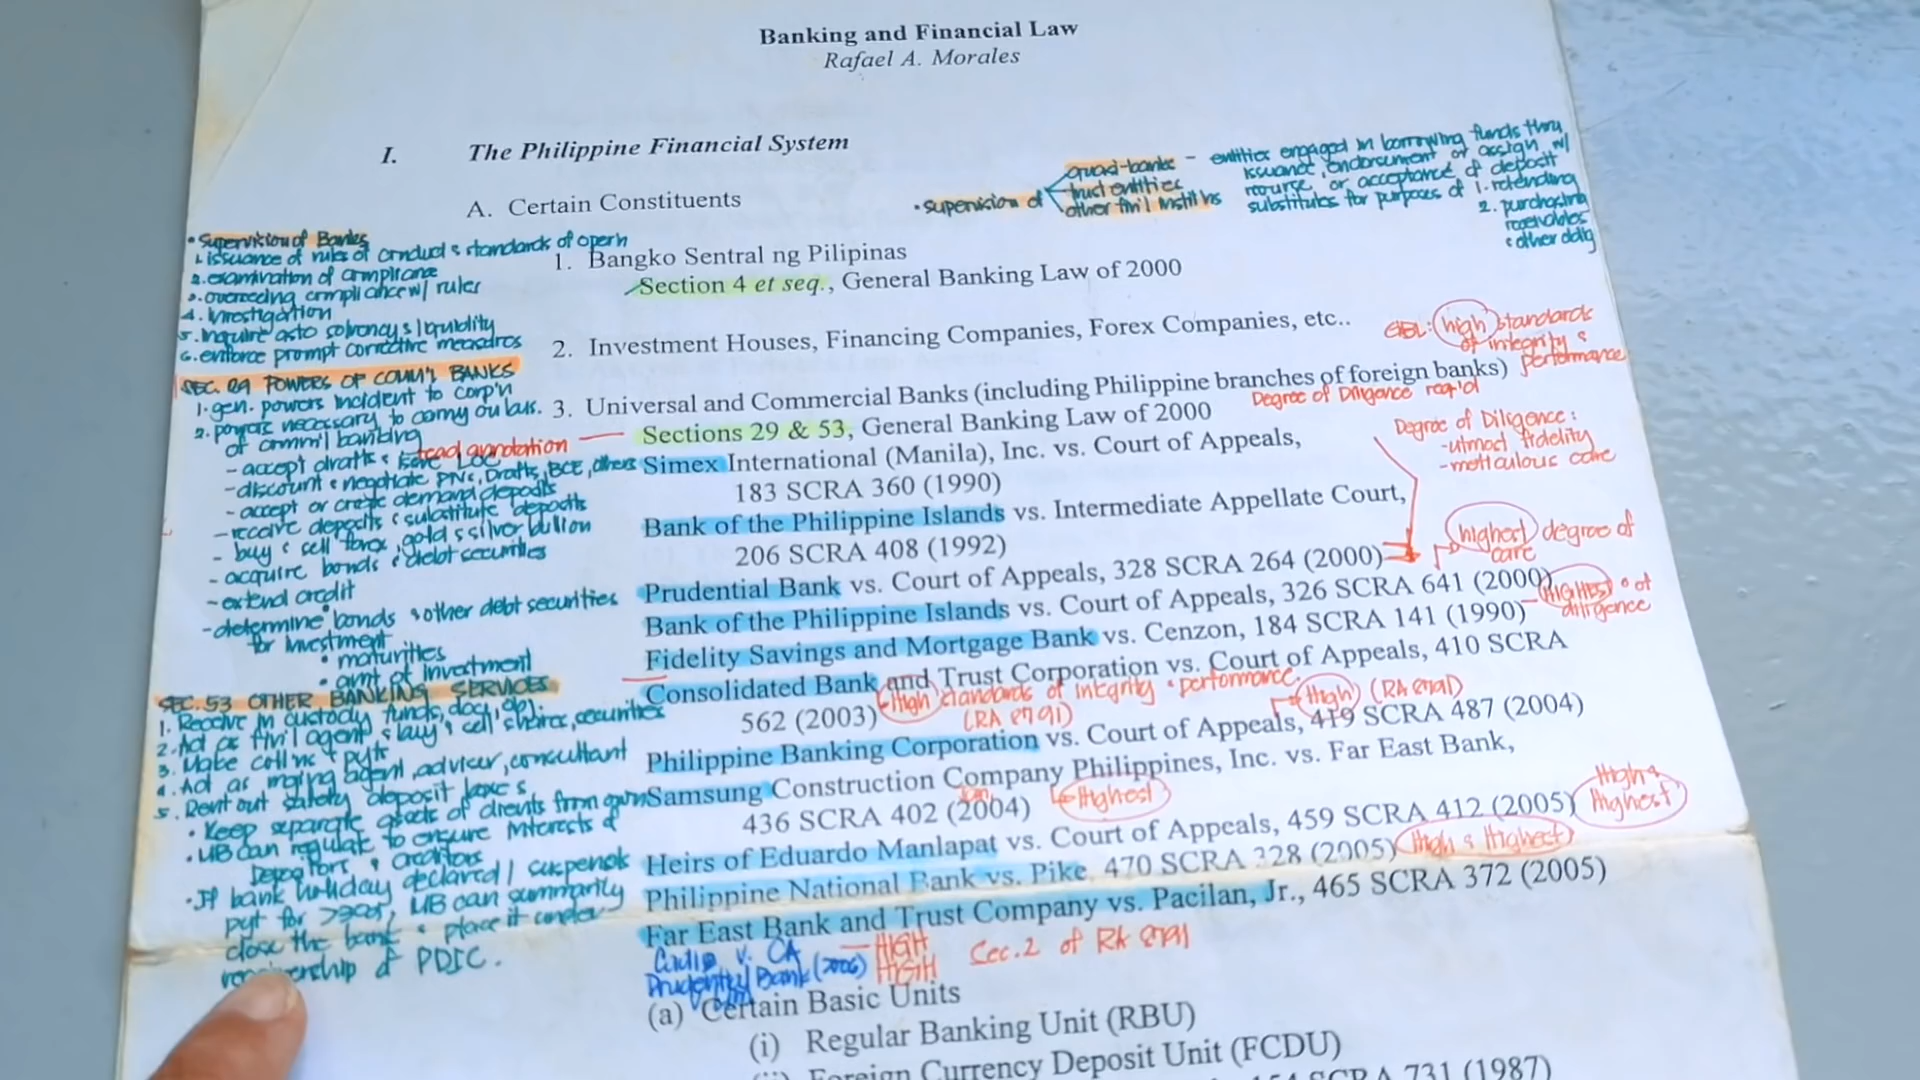 Banking and Financial Law
Rafael A. Morales
I. The Philippine Financial System
A. Certain Constituents
• supervision of
quasi-banks
trust entities
other fin'l instit'ns
– entities engaged in borrowing funds thru
issuance, endorsement or assign w/
recourse, or acceptance of deposit
substitutes for purposes of 1. relending
2. purchasing
receivables
& other oblig
• Supervision of Banks
1. issuance of rules of conduct & standards of oper'n
2. examination of compliance
3. overseeing compliance w/ rules
4. investigation
5. inquire as to solvency & liquidity
6. enforce prompt corrective measures
1. Bangko Sentral ng Pilipinas
Section 4 et seq., General Banking Law of 2000
2. Investment Houses, Financing Companies, Forex Companies, etc..
GBL: high standards
of integrity &
performance
SEC. 29 POWERS OF COMM'L BANKS
1. gen. powers incident to corp'n
2. powers necessary to carry on bus.
of comm'l banking
- accept drafts & issue LOC
- discount & negotiate PNs, Drafts, BOE, others
- accept or create demand deposits
- receive deposits & substitute deposits
- buy & sell forex, gold & silver bullion
- acquire bonds & debt securities
- extend credit
- determine bonds & other debt securities
for investment
• maturities
• amt of investment
read annotation
3. Universal and Commercial Banks (including Philippine branches of foreign banks)
Degree of Diligence req'd
Sections 29 & 53, General Banking Law of 2000
Degree of Diligence:
- utmost fidelity
- meticulous care
Simex International (Manila), Inc. vs. Court of Appeals,
183 SCRA 360 (1990)
Bank of the Philippine Islands vs. Intermediate Appellate Court,
206 SCRA 408 (1992)
highest degree of
care
Prudential Bank vs. Court of Appeals, 328 SCRA 264 (2000)
Bank of the Philippine Islands vs. Court of Appeals, 326 SCRA 641 (2000)
Highest ° of
diligence
Fidelity Savings and Mortgage Bank vs. Cenzon, 184 SCRA 141 (1990)
Consolidated Bank and Trust Corporation vs. Court of Appeals, 410 SCRA
562 (2003)
High standards of integrity & performance
(RA 8791)
High (RA 8791)
Philippine Banking Corporation vs. Court of Appeals, 419 SCRA 487 (2004)
Samsung Construction Company Philippines, Inc. vs. Far East Bank,
436 SCRA 402 (2004)
Highest
High &
Highest
Heirs of Eduardo Manlapat vs. Court of Appeals, 459 SCRA 412 (2005)
Philippine National Bank vs. Pike, 470 SCRA 328 (2005)
High & Highest
Far East Bank and Trust Company vs. Pacilan, Jr., 465 SCRA 372 (2005)
v. CA – HIGH
Prudential Bank (2006) HIGH
Sec. 2 of RA 8791
SEC. 53 OTHER BANKING SERVICES
1. Receive in custody funds, doc,
2. Act as fin'l agent & buy & sell shares, securities
3. Make coll'ns & pyts
4. Act as mging agent, adviser, consultant
5. Rent out safety deposit boxes
• Keep separate assets of clients from own
• MB can regulate to ensure interests of
Depositors & creditors
• If bank holiday declared / suspends
pyt for >30d, MB can summarily
close the bank & place it under
receivership of PDIC.
(a) Certain Basic Units
(i) Regular Banking Unit (RBU)
Foreign Currency Deposit Unit (FCDU)
SCRA 731 (1987)